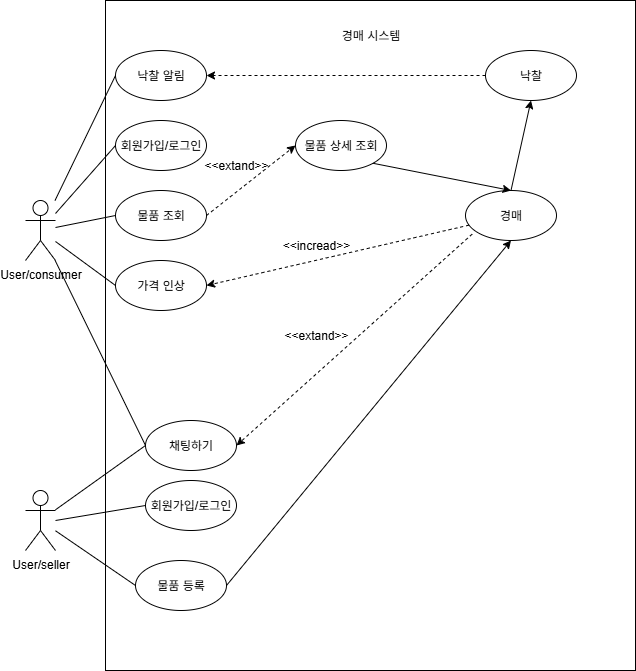 경매 시스템
낙찰 알림
낙찰
회원가입/로그인
물품 상세 조회
<<extand>>
물품 조회
경매
<<incread>>
User/consumer
가격 인상
<<extand>>
채팅하기
회원가입/로그인
User/seller
물품 등록